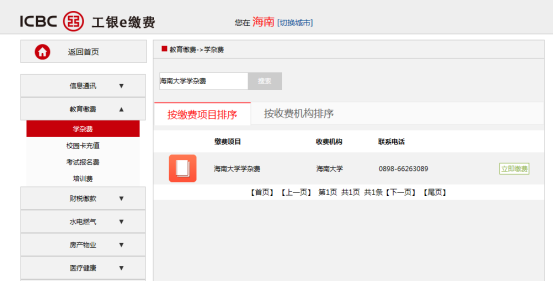 ICBC 工银e缴费
您在 海南 [切换城市]
返回首页
信息通讯 ▼
教育缴费 ▲
学杂费
校园卡充值
考试报名费
培训费
财税缴款 ▼
水电燃气 ▼
房产物业 ▼
医疗健康 ▼
教育缴费->学杂费
海南大学学杂费 搜索
按缴费项目排序 按收费机构排序
缴费项目 收费机构 联系电话
海南大学学杂费 海南大学 0898-66263089 立即缴费
【首页】 【上一页】 第1页 共1页 共1条【下一页】 【尾页】